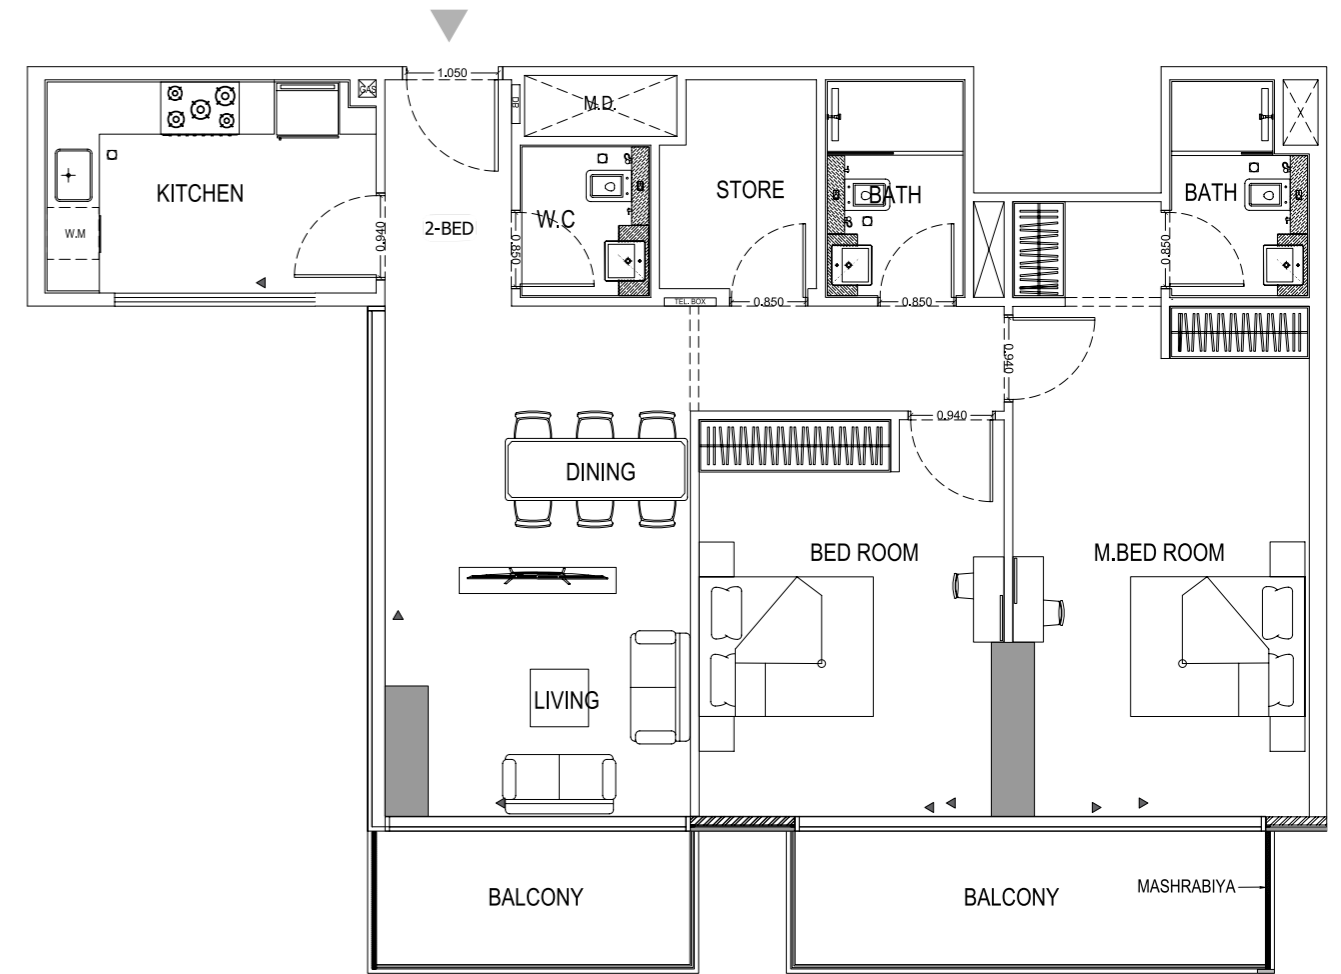 1.050
GAS
DB
M.D.
KITCHEN
W.M
0.940
2-BED
W.C
0.850
STORE
BATH
BATH
0.850
TEL. BOX
0.850
0.850
0.940
0.940
DINING
BED ROOM
M.BED ROOM
LIVING
BALCONY
BALCONY
MASHRABIYA